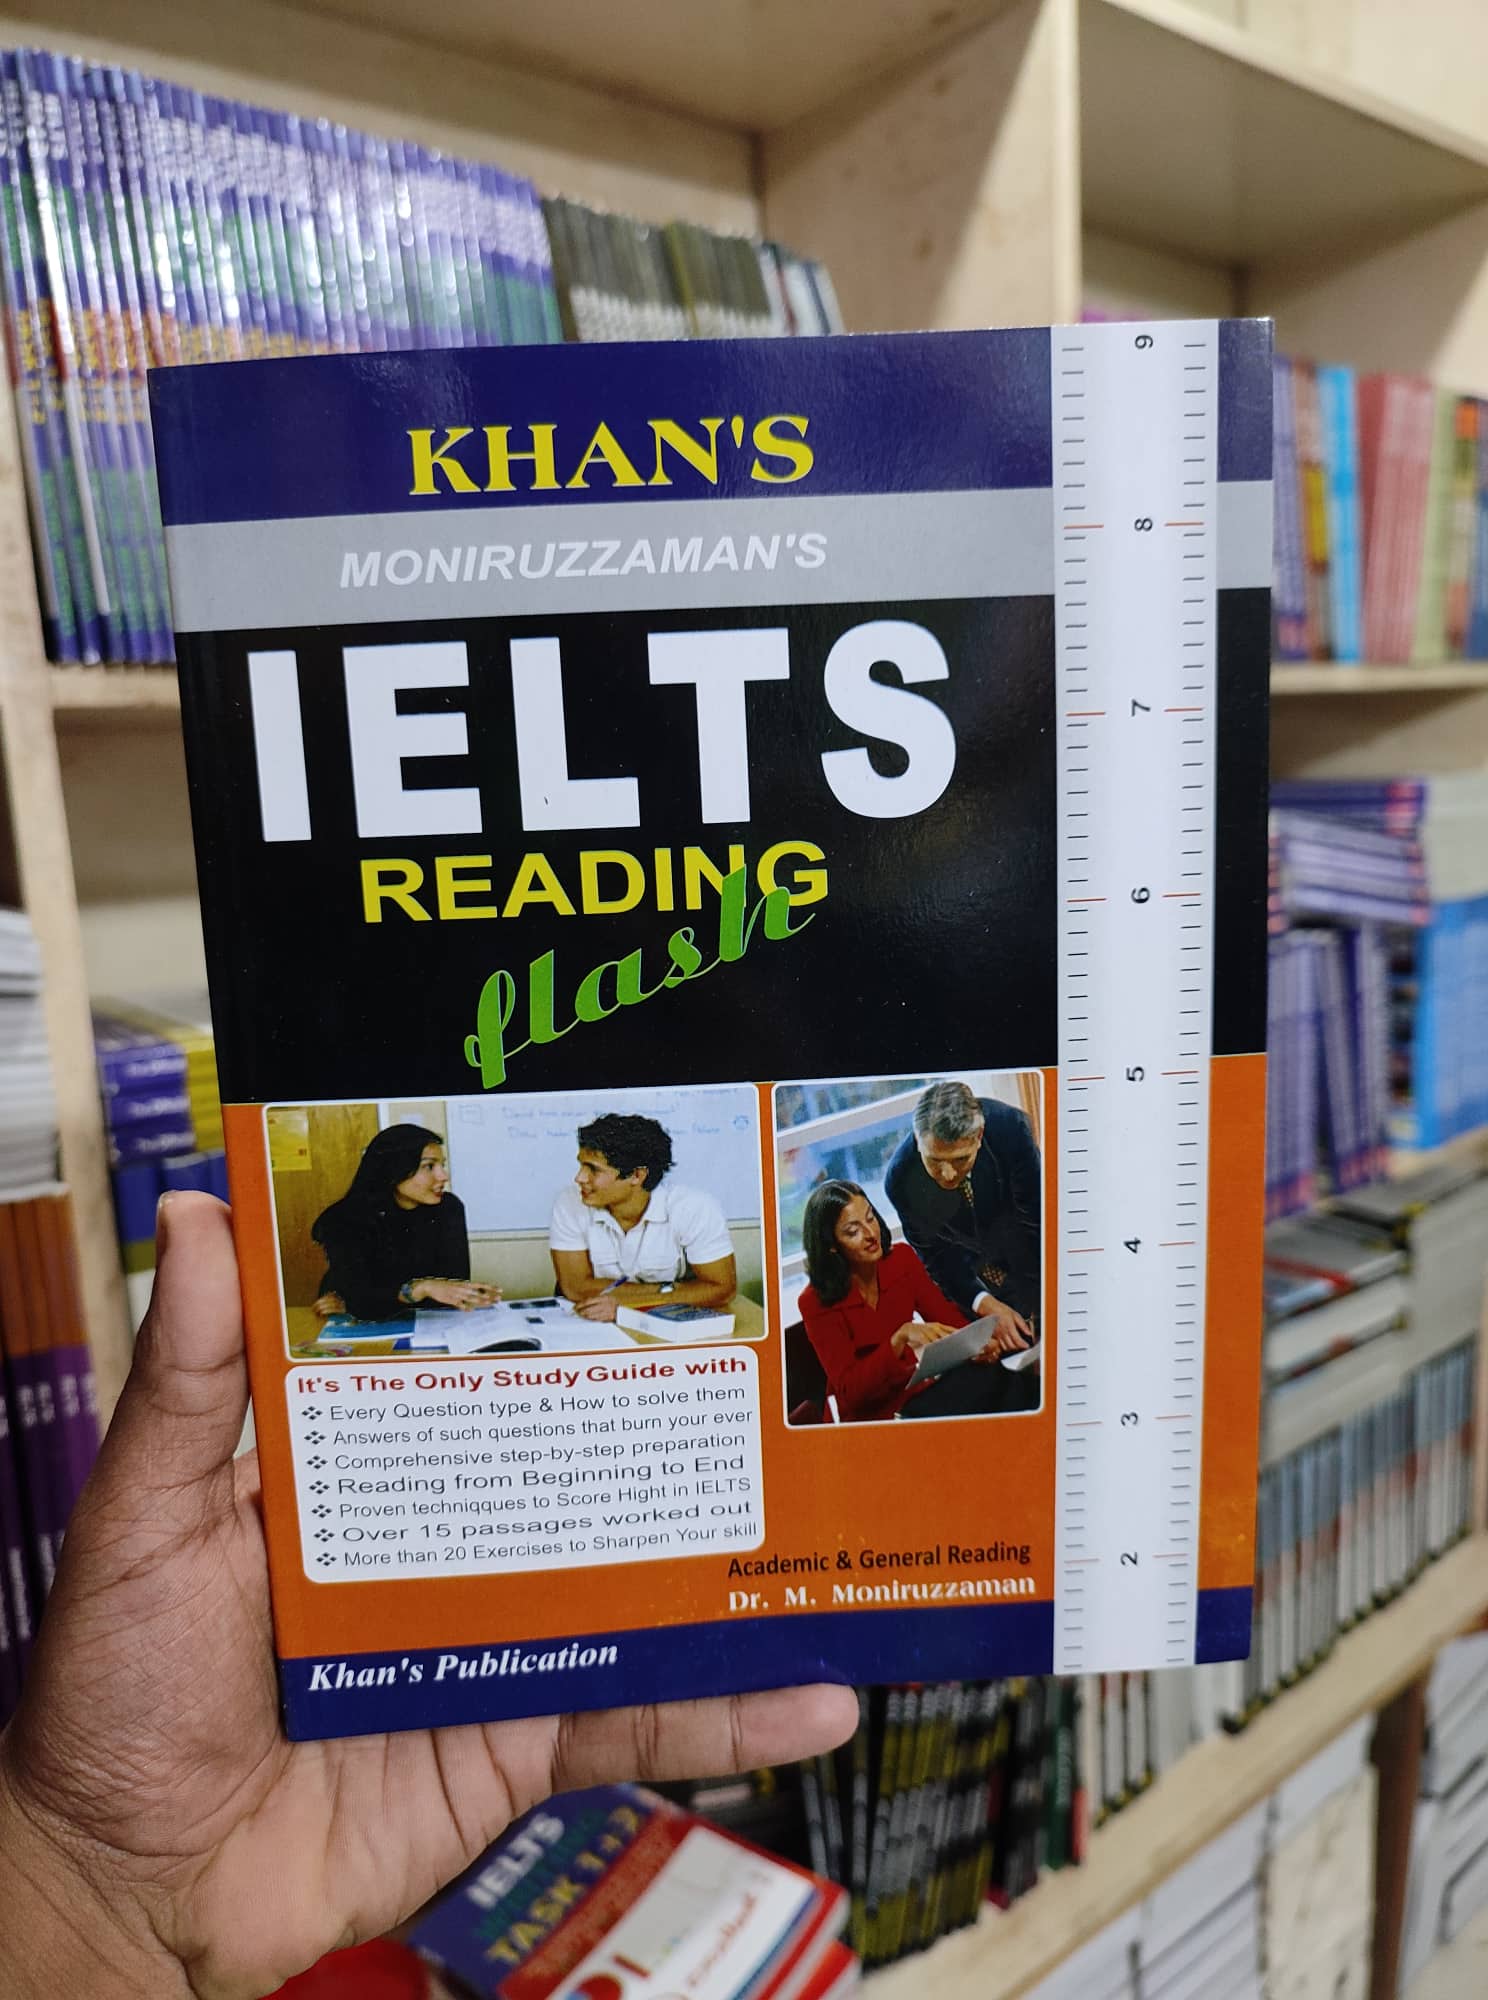 KHAN'S
MONIRUZZAMAN'S
IELTS
READING
flash
9
8
7
6
5
4
3
2
It's The Only Study Guide with
❖ Every Question type & How to solve them
❖ Answers of such questions that burn your ever
❖ Comprehensive step-by-step preparation
❖ Reading from Beginning to End
❖ Proven techniqques to Score Hight in IELTS
❖ Over 15 passages worked out
❖ More than 20 Exercises to Sharpen Your skill
Academic & General Reading
Dr. M. Moniruzzaman
Khan's Publication
IELTS
TASK 1+2